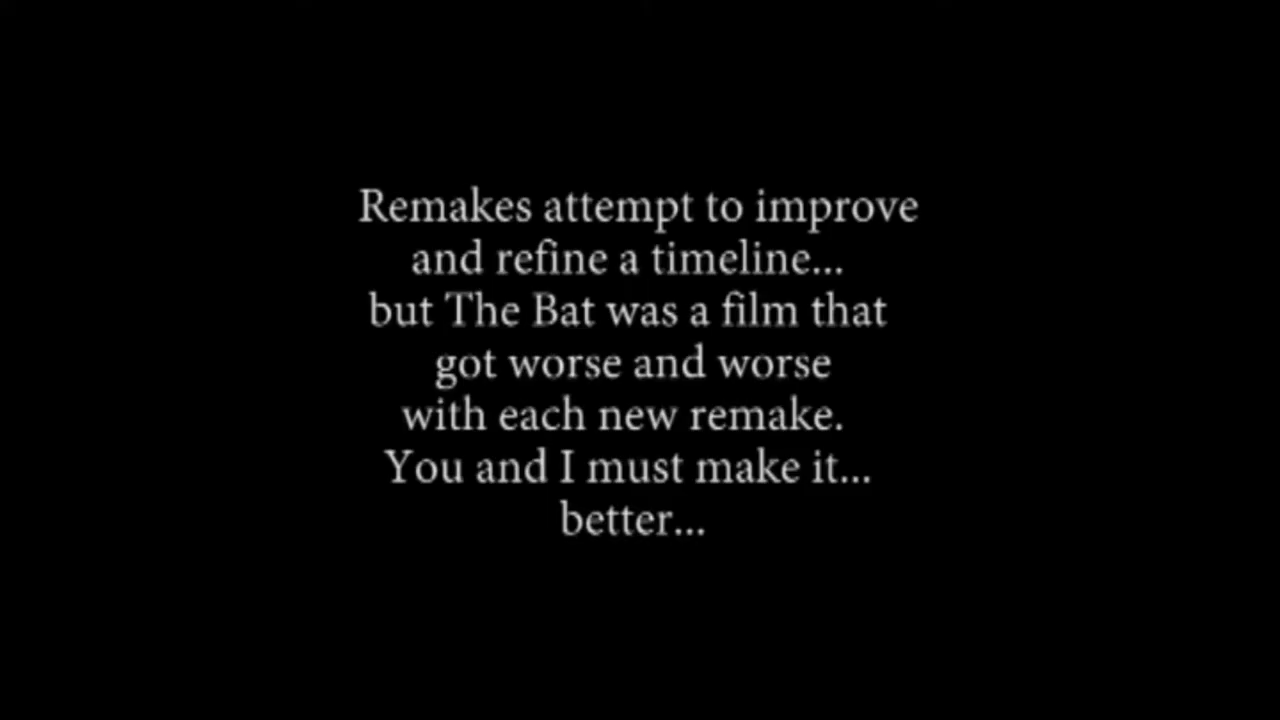 Remakes attempt to improve
and refine a timeline...
but The Bat was a film that
got worse and worse
with each new remake.
You and I must make it...
better...